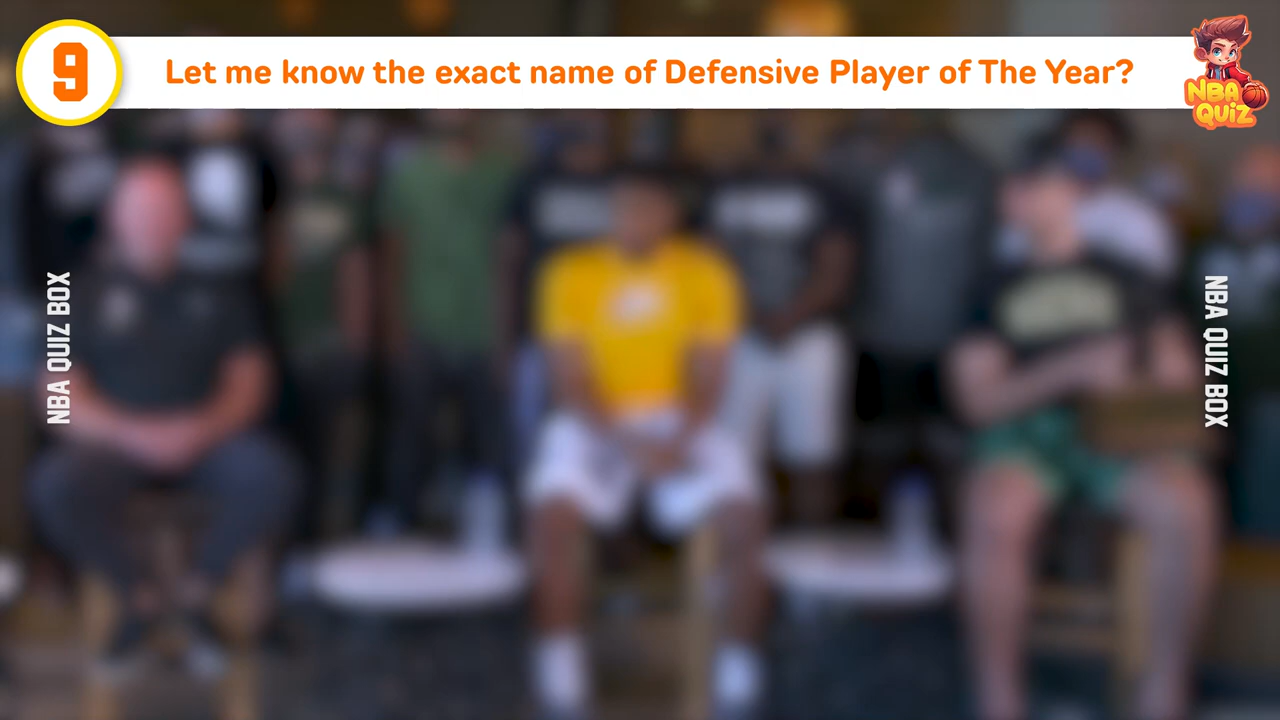 9
Let me know the exact name of Defensive Player of The Year?
NBA
QUIZ
NBA QUIZ BOX
NBA QUIZ BOX